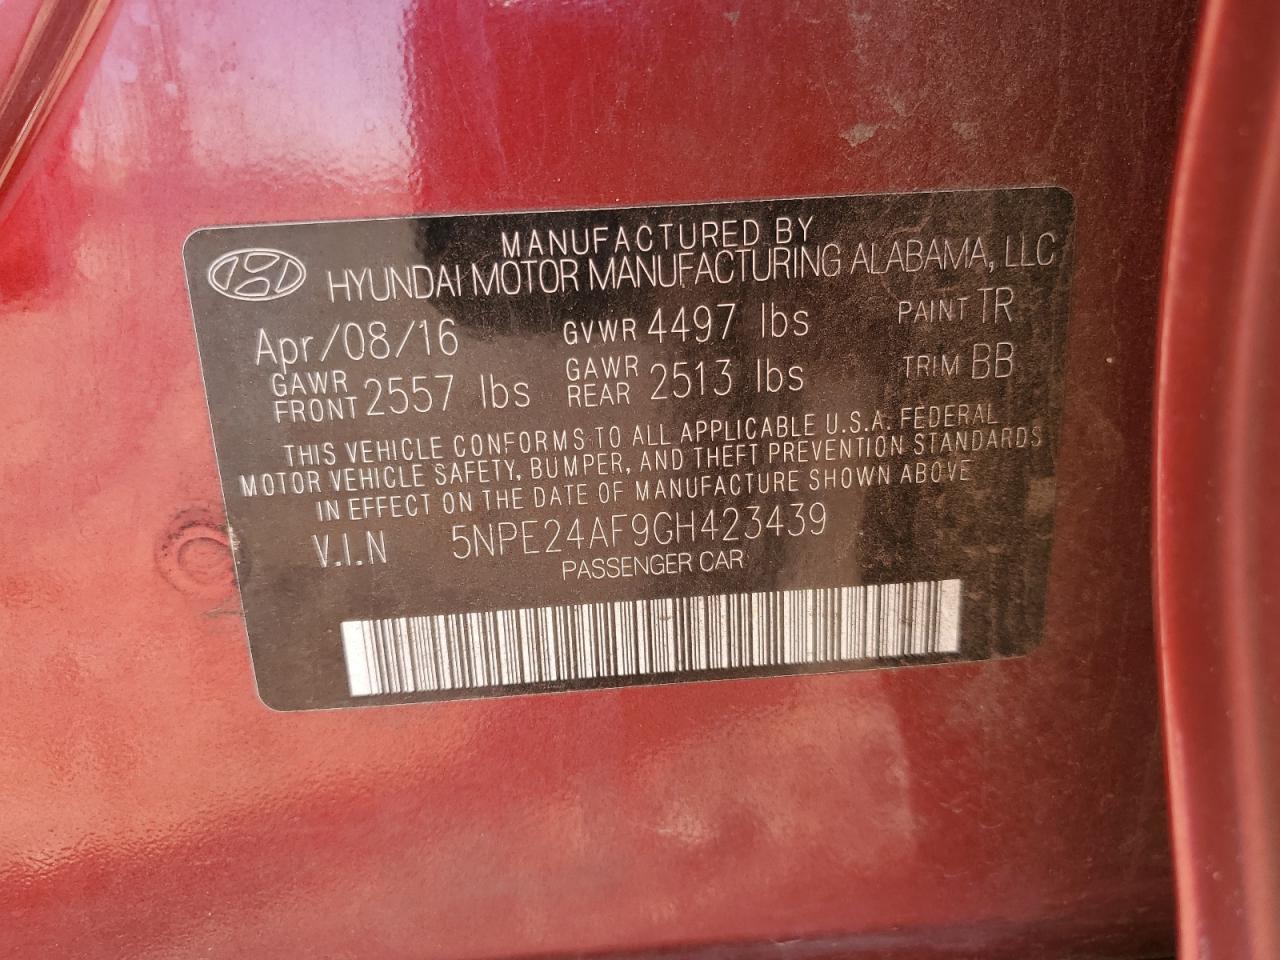 MANUFACTURED BY
HYUNDAI MOTOR MANUFACTURING ALABAMA, LLC
Apr/08/16 GVWR 4497 lbs PAINT TR
GAWR FRONT 2557 lbs GAWR REAR 2513 lbs TRIM BB
THIS VEHICLE CONFORMS TO ALL APPLICABLE U.S.A. FEDERAL
MOTOR VEHICLE SAFETY, BUMPER, AND THEFT PREVENTION STANDARDS
IN EFFECT ON THE DATE OF MANUFACTURE SHOWN ABOVE
V.I.N 5NPE24AF9GH423439
PASSENGER CAR